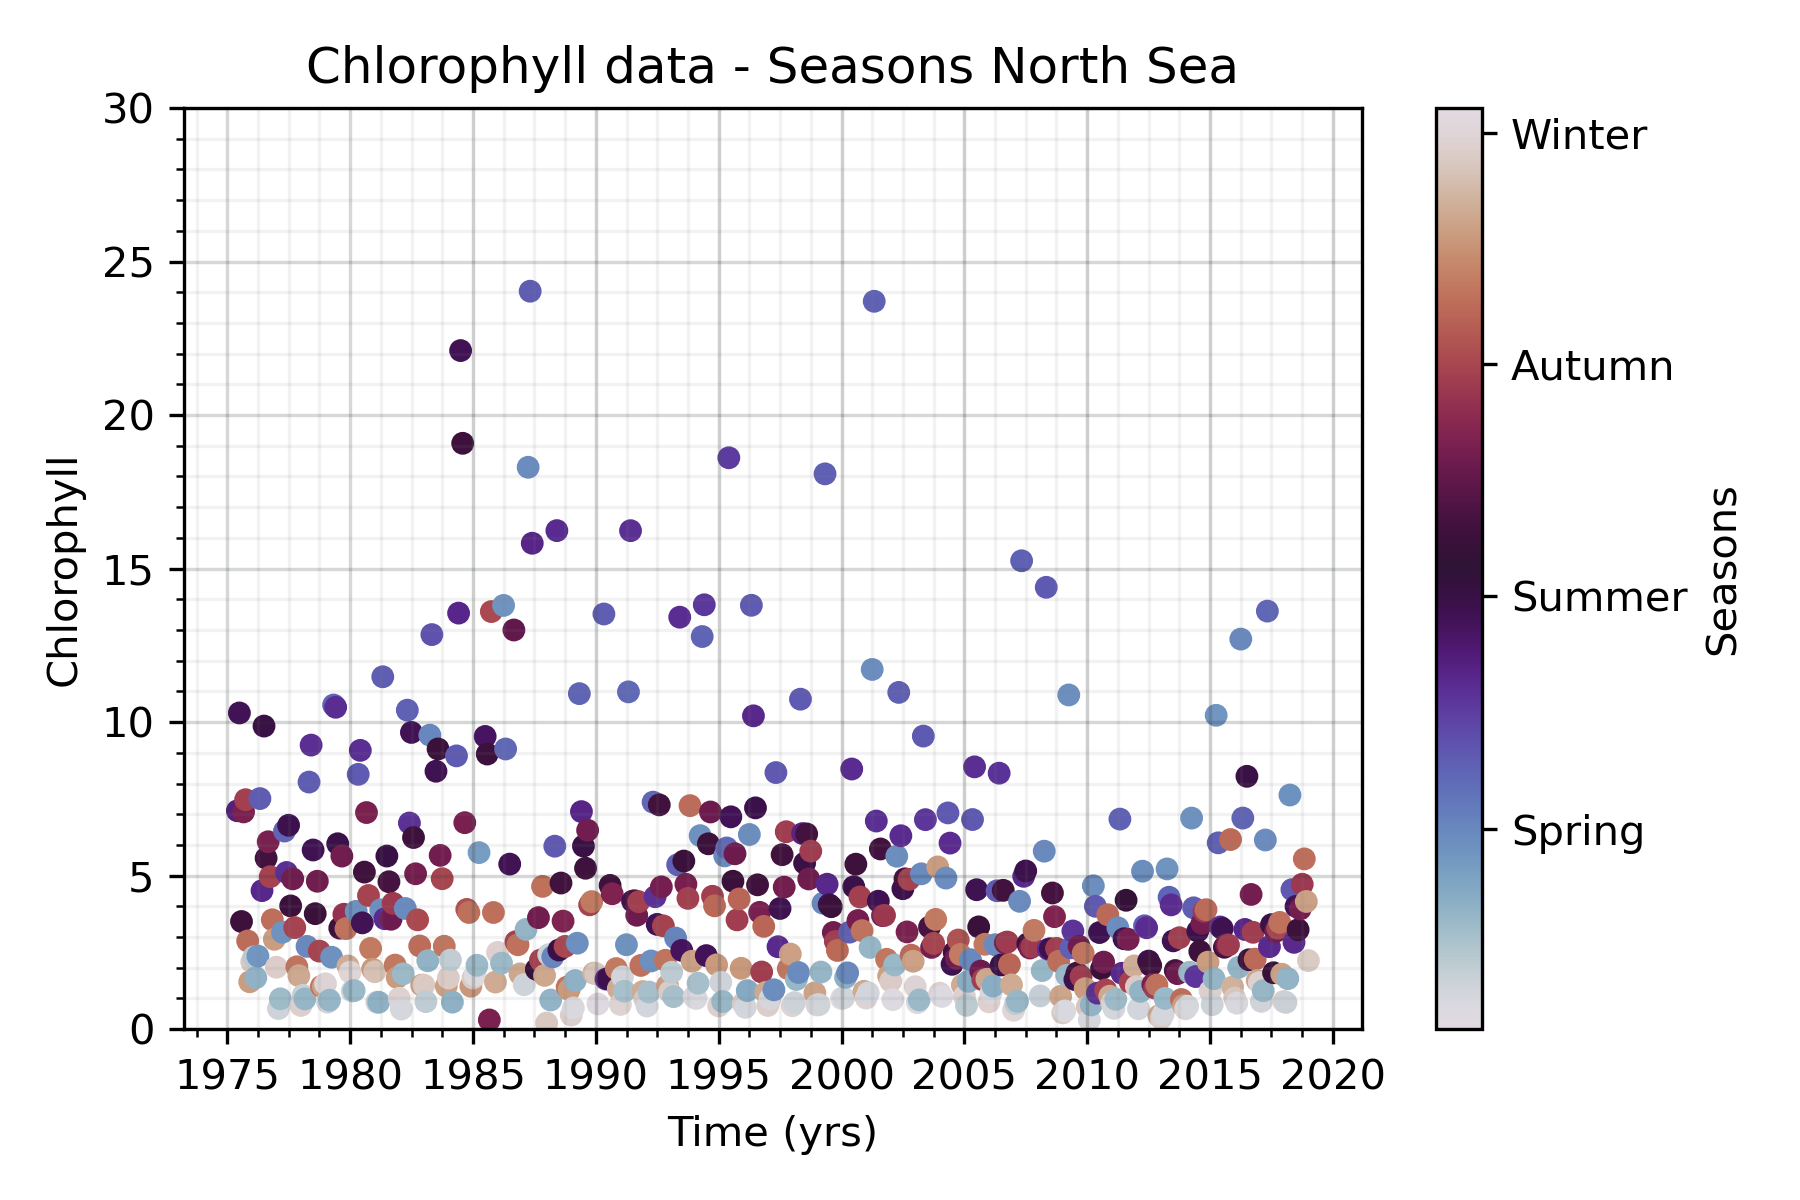 Chlorophyll data - Seasons North Sea
30
25
20
15
10
5
0
Chlorophyll
1975 1980 1985 1990 1995 2000 2005 2010 2015 2020
Time (yrs)
Winter
Autumn
Summer
Spring
Seasons